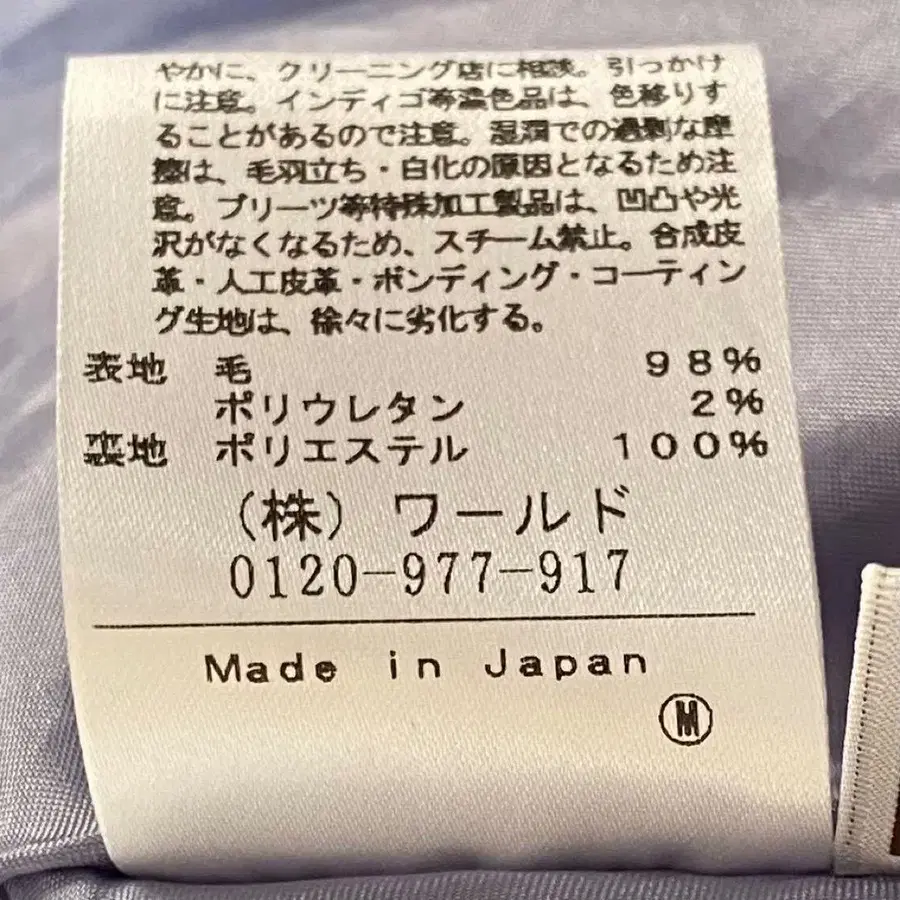 やかに、クリーニング店に相談。引っかけ
に注意。インディゴ等濃色品は、色移りす
ることがあるので注意。湿潤での過剰な摩
擦は、毛羽立ち・白化の原因となるため注
意。プリーツ等特殊加工製品は、凹凸や光
沢がなくなるため、スチーム禁止。合成皮
革・人工皮革・ボンディング・コーティン
グ生地は、徐々に劣化する。
表地 毛 98%
ポリウレタン 2%
裏地 ポリエステル 100%
(株) ワールド
0120-977-917
Made in Japan
M